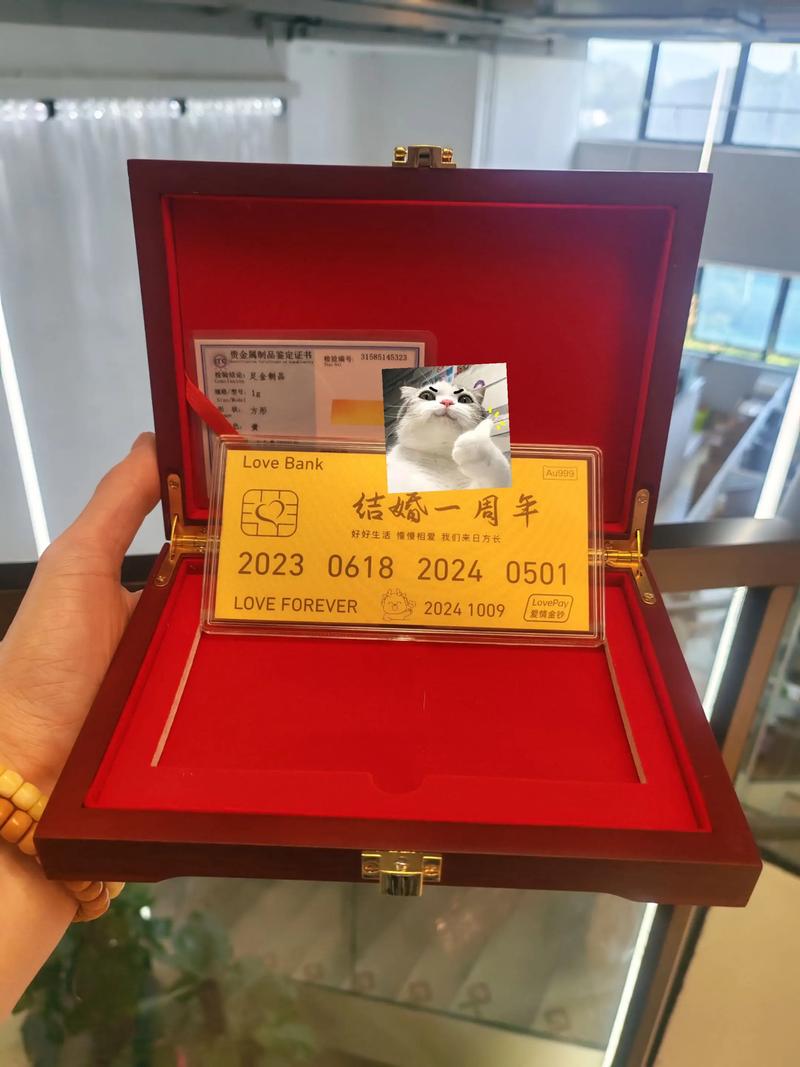 贵金属制品鉴定证书
检验编号: 31585145323
检验结论: 足金制品
规格/型号: 1g
形 状: 方形
色: 黄
Love Bank
Au999
结婚一周年
好好生活 慢慢相爱 我们来日方长
2023 0618 2024 0501
LOVE FOREVER
2024 1009
LovePay
爱情金钞